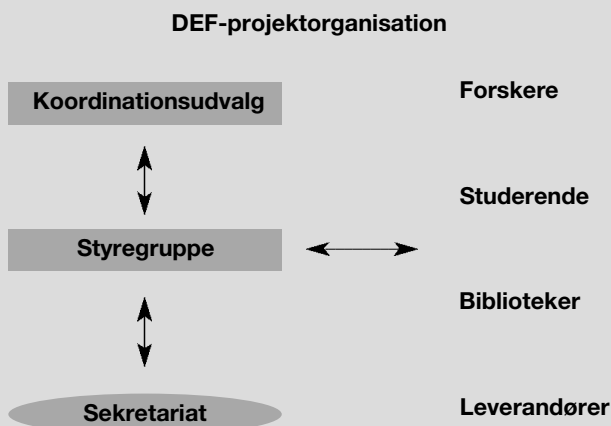 DEF-projektorganisation
Koordinationsudvalg
Forskere
Studerende
Styregruppe
Biblioteker
Sekretariat
Leverandører